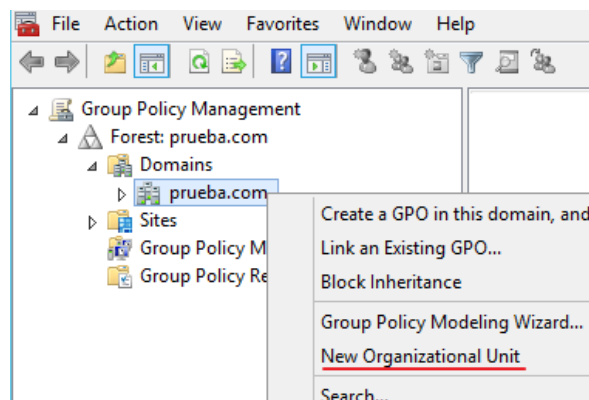 File Action View Favorites Window Help
Group Policy Management
Forest: prueba.com
Domains
prueba.com
Sites
Group Policy M
Group Policy Re
Create a GPO in this domain, and
Link an Existing GPO...
Block Inheritance
Group Policy Modeling Wizard...
New Organizational Unit
Search...